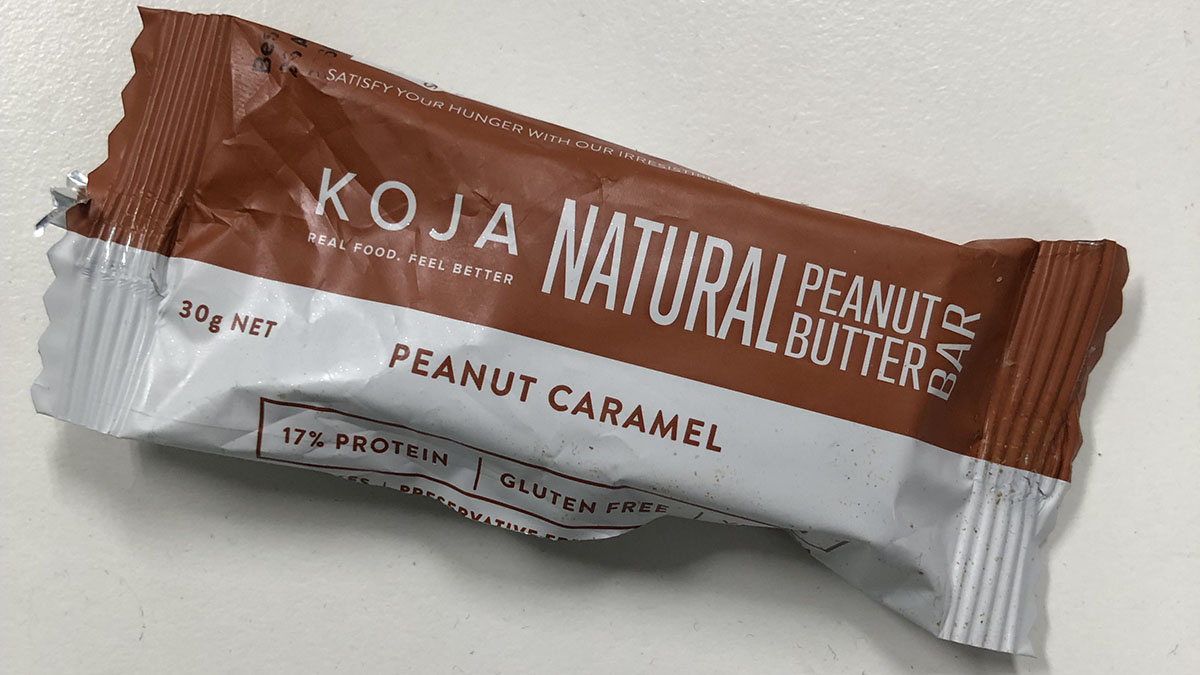 SATISFY YOUR HUNGER WITH OUR
KOJA
REAL FOOD. FEEL BETTER
NATURAL
PEANUT
BUTTER
BAR
30g NET
PEANUT CARAMEL
17% PROTEIN | GLUTEN FREE |
PRESERVATIVE